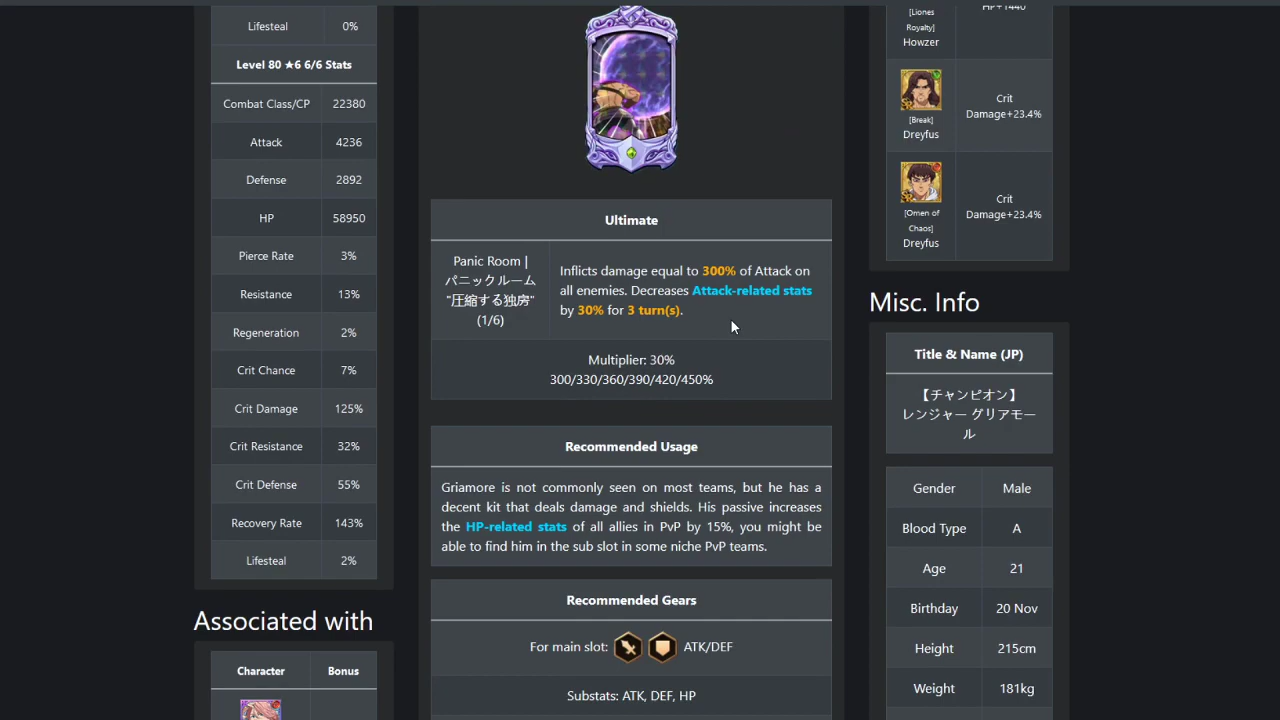 Lifesteal 0%
Level 80 ★6 6/6 Stats
Combat Class/CP 22380
Attack 4236
Defense 2892
HP 58950
Pierce Rate 3%
Resistance 13%
Regeneration 2%
Crit Chance 7%
Crit Damage 125%
Crit Resistance 32%
Crit Defense 55%
Recovery Rate 143%
Lifesteal 2%
Associated with
Character Bonus
Ultimate
Panic Room |
パニックルーム
"圧縮する独房"
(1/6)
Inflicts damage equal to 300% of Attack on
all enemies. Decreases Attack-related stats
by 30% for 3 turn(s).
Multiplier: 30%
300/330/360/390/420/450%
Recommended Usage
Griamore is not commonly seen on most teams, but he has a
decent kit that deals damage and shields. His passive increases
the HP-related stats of all allies in PvP by 15%, you might be
able to find him in the sub slot in some niche PvP teams.
Recommended Gears
For main slot: ATK/DEF
Substats: ATK, DEF, HP
[Liones
Royalty]
Howzer
HP+1440
[Break]
Dreyfus
Crit
Damage+23.4%
[Omen of
Chaos]
Dreyfus
Crit
Damage+23.4%
Misc. Info
Title & Name (JP)
【チャンピオン】
レンジャー グリアモー
ル
Gender Male
Blood Type A
Age 21
Birthday 20 Nov
Height 215cm
Weight 181kg